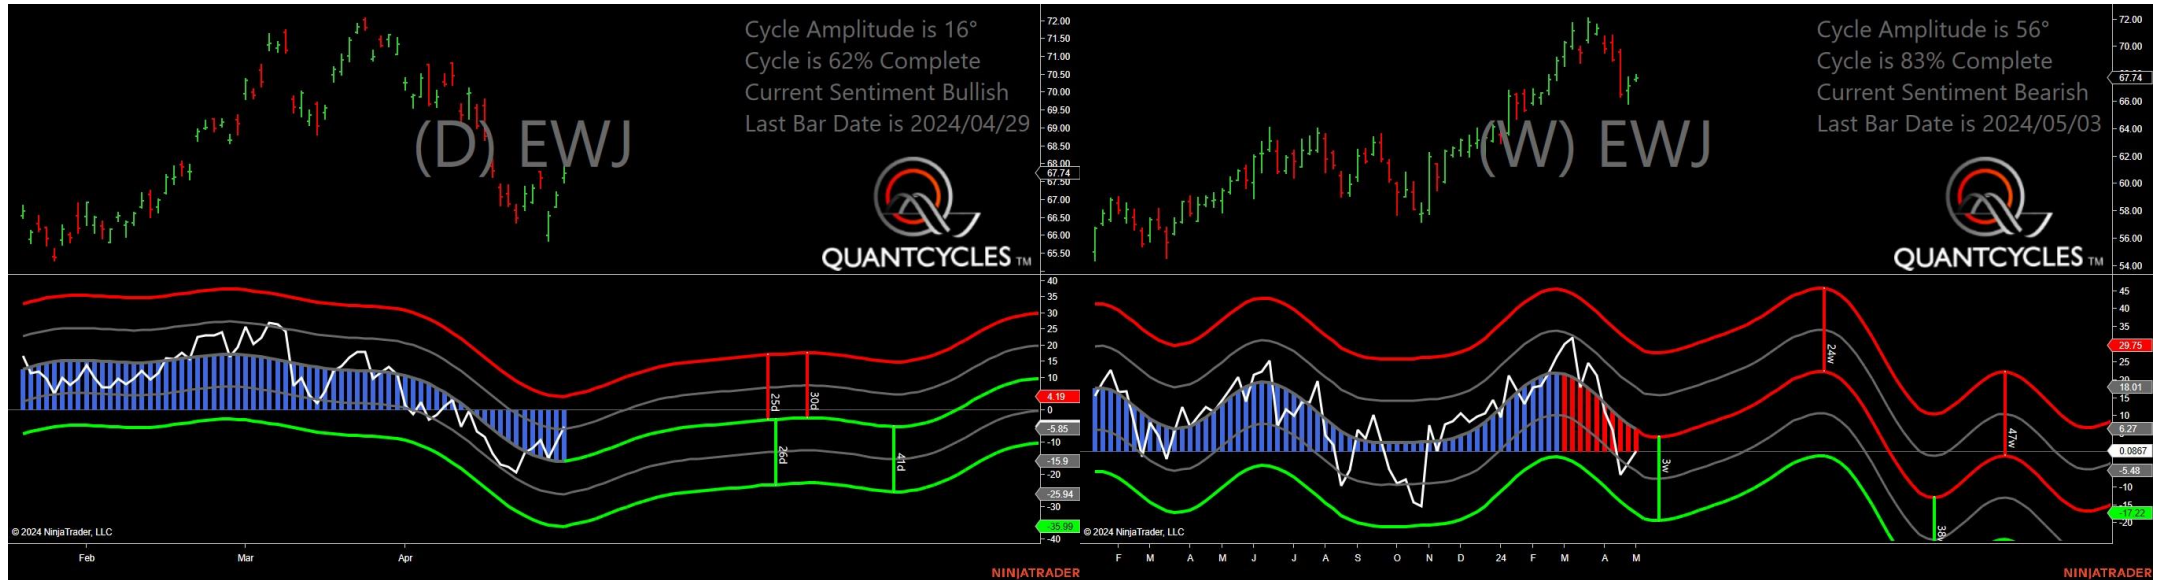 Cycle Amplitude is 16°
Cycle is 62% Complete
Current Sentiment Bullish
Last Bar Date is 2024/04/29
(D) EWJ
QUANTCYCLES TM
72.00
71.50
71.00
70.50
70.00
69.50
69.00
68.50
68.00
67.74
67.50
67.00
66.50
66.00
65.50
40
35
30
25
20
15
10
4.19
0
-5.85
-10
-15.9
-20
-25.94
-30
-35.99
-40
25d
30d
26d
41d
© 2024 NinjaTrader, LLC
Feb
Mar
Apr
NINJATRADER
Cycle Amplitude is 56°
Cycle is 83% Complete
Current Sentiment Bearish
Last Bar Date is 2024/05/03
(W) EWJ
QUANTCYCLES TM
72.00
70.00
67.74
66.00
64.00
62.00
60.00
58.00
56.00
54.00
45
40
35
29.75
25
18.01
15
10
6.27
0.0867
-5.48
-10
-17.22
-20
24w
47w
3w
© 2024 NinjaTrader, LLC
F M A M J J A S O N D 24 F M A M
NINJATRADER